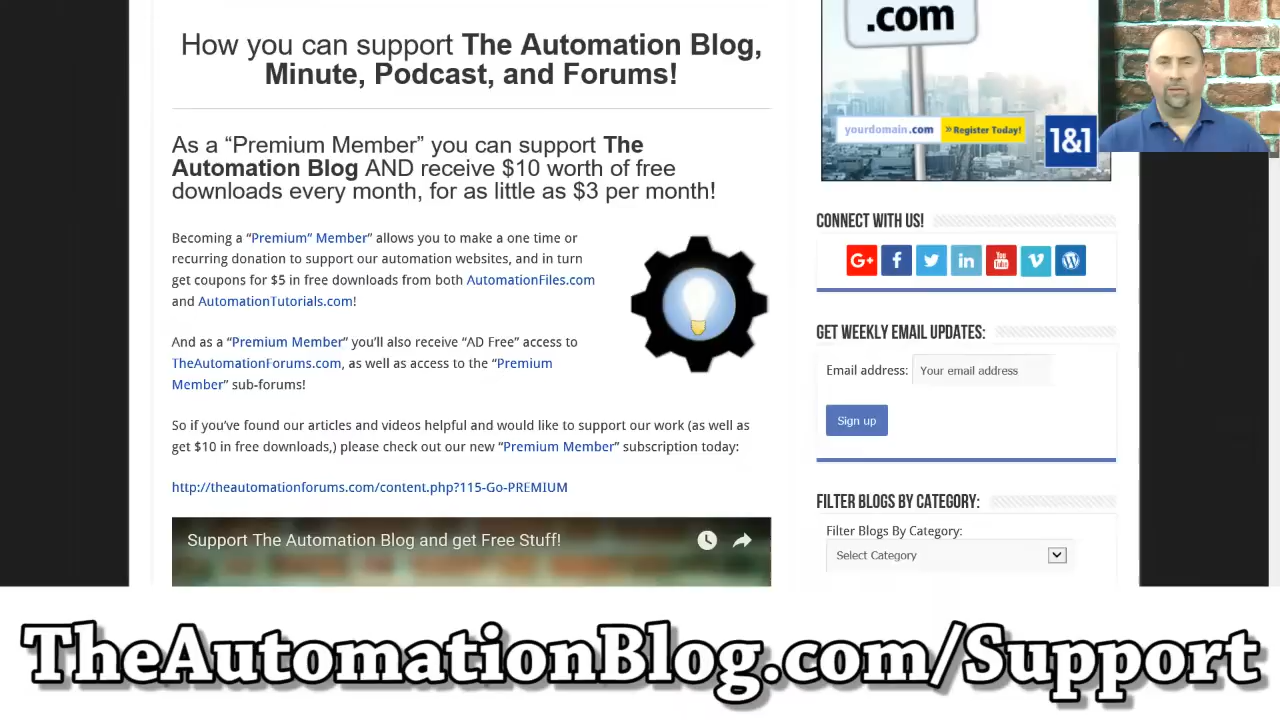 How you can support The Automation Blog,
Minute, Podcast, and Forums!
As a “Premium Member” you can support The
Automation Blog AND receive $10 worth of free
downloads every month, for as little as $3 per month!
Becoming a “Premium” Member” allows you to make a one time or
recurring donation to support our automation websites, and in turn
get coupons for $5 in free downloads from both AutomationFiles.com
and AutomationTutorials.com!
And as a “Premium Member” you’ll also receive “AD Free” access to
TheAutomationForums.com, as well as access to the “Premium
Member” sub-forums!
So if you’ve found our articles and videos helpful and would like to support our work (as well as
get $10 in free downloads,) please check out our new “Premium Member” subscription today:
http://theautomationforums.com/content.php?115-Go-PREMIUM
Support The Automation Blog and get Free Stuff!
.com
yourdomain.com » Register Today!
1&1
CONNECT WITH US!
G+ f in You Tube v W
GET WEEKLY EMAIL UPDATES:
Email address: Your email address
Sign up
FILTER BLOGS BY CATEGORY:
Filter Blogs By Category:
Select Category
TheAutomationBlog.com/Support